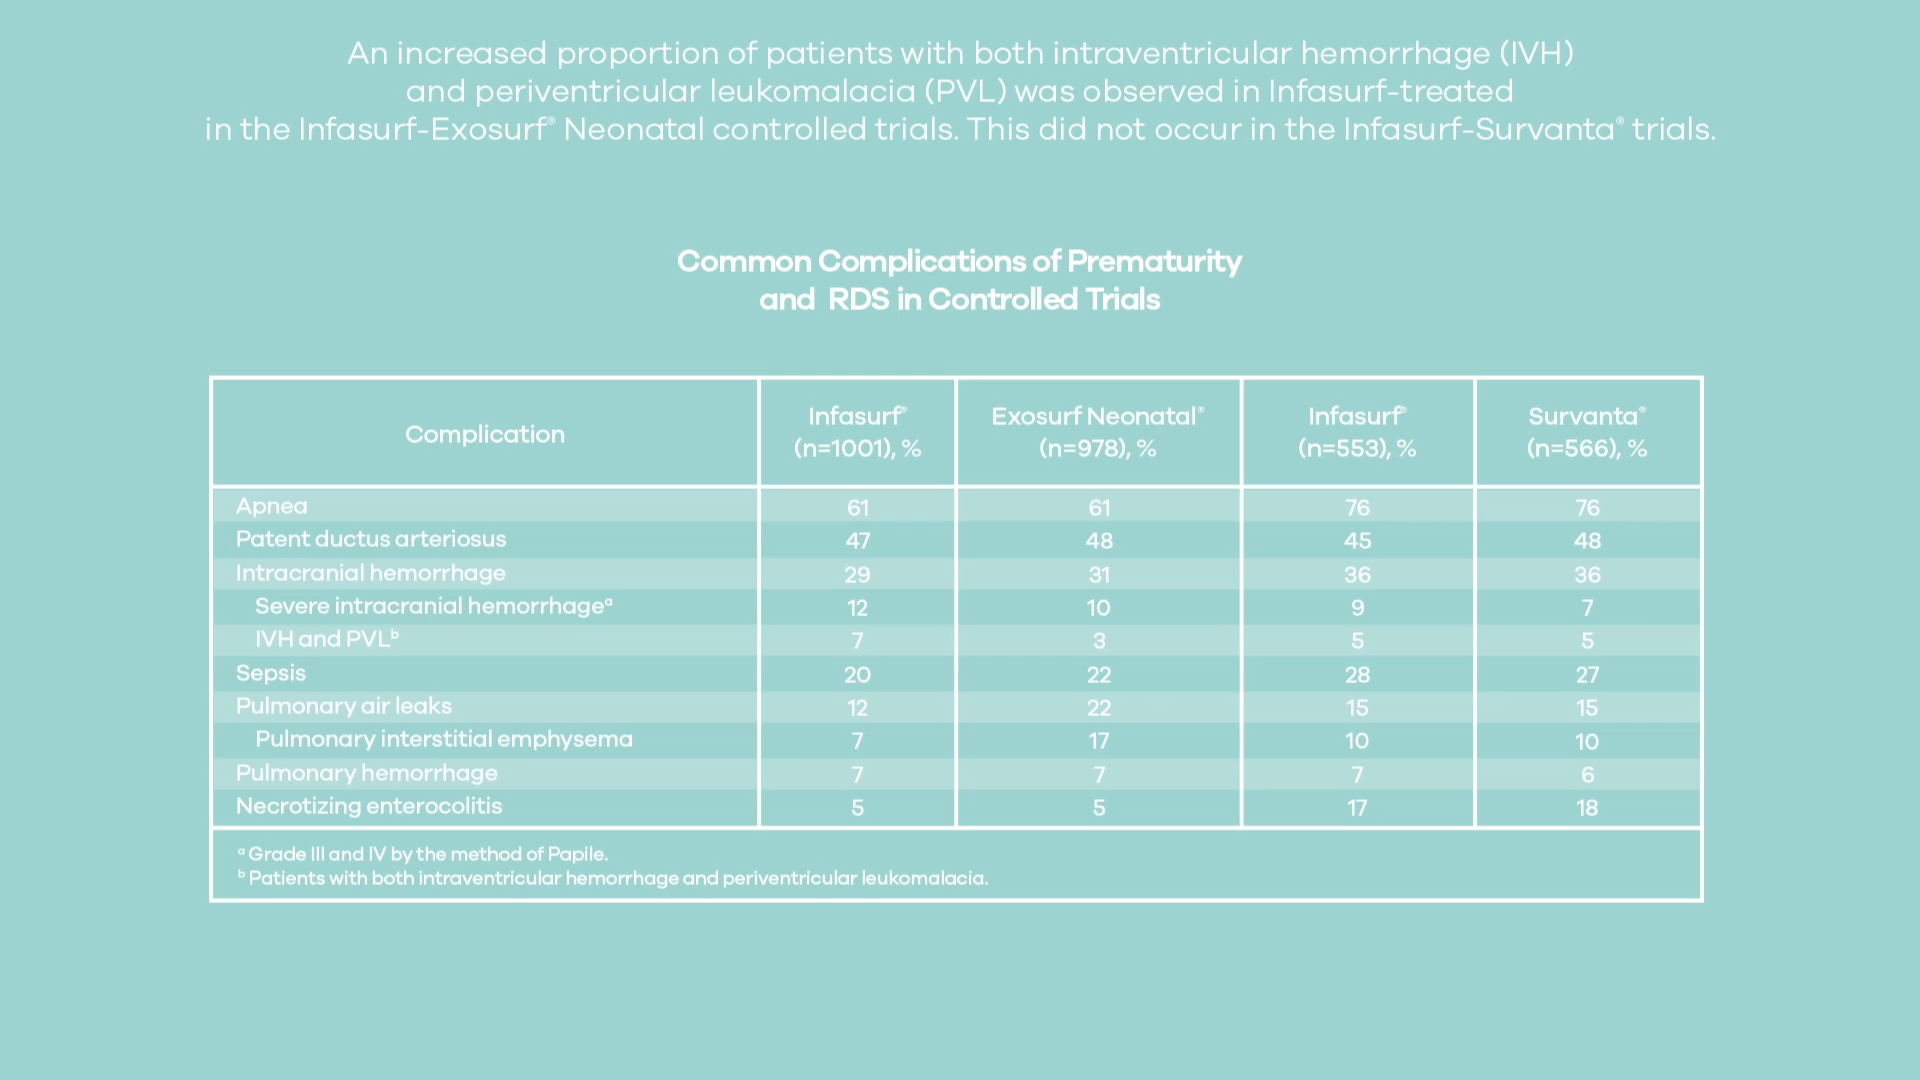 An increased proportion of patients with both intraventricular hemorrhage (IVH)
and periventricular leukomalacia (PVL) was observed in Infasurf-treated
in the Infasurf-Exosurf® Neonatal controlled trials. This did not occur in the Infasurf-Survanta® trials.
Common Complications of Prematurity
and RDS in Controlled Trials
Complication Infasurf® (n=1001), % Exosurf Neonatal® (n=978), % Infasurf® (n=553), % Survanta® (n=566), %
Apnea 61 61 76 76
Patent ductus arteriosus 47 48 45 48
Intracranial hemorrhage 29 31 36 36
Severe intracranial hemorrhageᵃ 12 10 9 7
IVH and PVLᵇ 7 3 5 5
Sepsis 20 22 28 27
Pulmonary air leaks 12 22 15 15
Pulmonary interstitial emphysema 7 17 10 10
Pulmonary hemorrhage 7 7 7 6
Necrotizing enterocolitis 5 5 17 18
ᵃ Grade III and IV by the method of Papile.
ᵇ Patients with both intraventricular hemorrhage and periventricular leukomalacia.